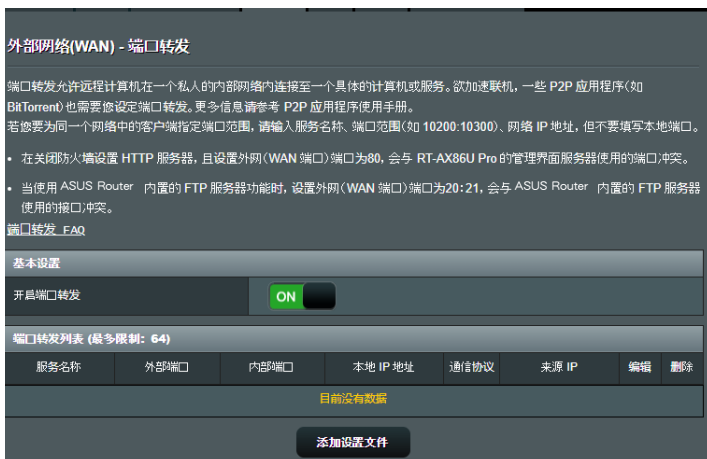 外部网络(WAN) - 端口转发
端口转发允许远程计算机在一个私人的内部网络内连接至一个具体的计算机或服务。欲加速联机，一些 P2P 应用程序(如
BitTorrent)也需要您设定端口转发。更多信息请参考 P2P 应用程序使用手册。
若您要为同一个网络中的客户端指定端口范围，请输入服务名称、端口范围(如 10200:10300)、网络 IP 地址，但不要填写本地端口。
• 在关闭防火墙设置 HTTP 服务器，且设置外网(WAN 端口)端口为80，会与 RT-AX86U Pro 的管理界面服务器使用的端口冲突。
• 当使用 ASUS Router 内置的 FTP 服务器功能时，设置外网(WAN 端口)端口为20:21，会与 ASUS Router 内置的 FTP 服务器
使用的接口冲突。
端口转发 FAQ
基本设置
开启端口转发 ON
端口转发列表 (最多限制: 64)
服务名称 外部端口 内部端口 本地 IP 地址 通信协议 来源 IP 编辑 删除
目前没有数据
添加设置文件